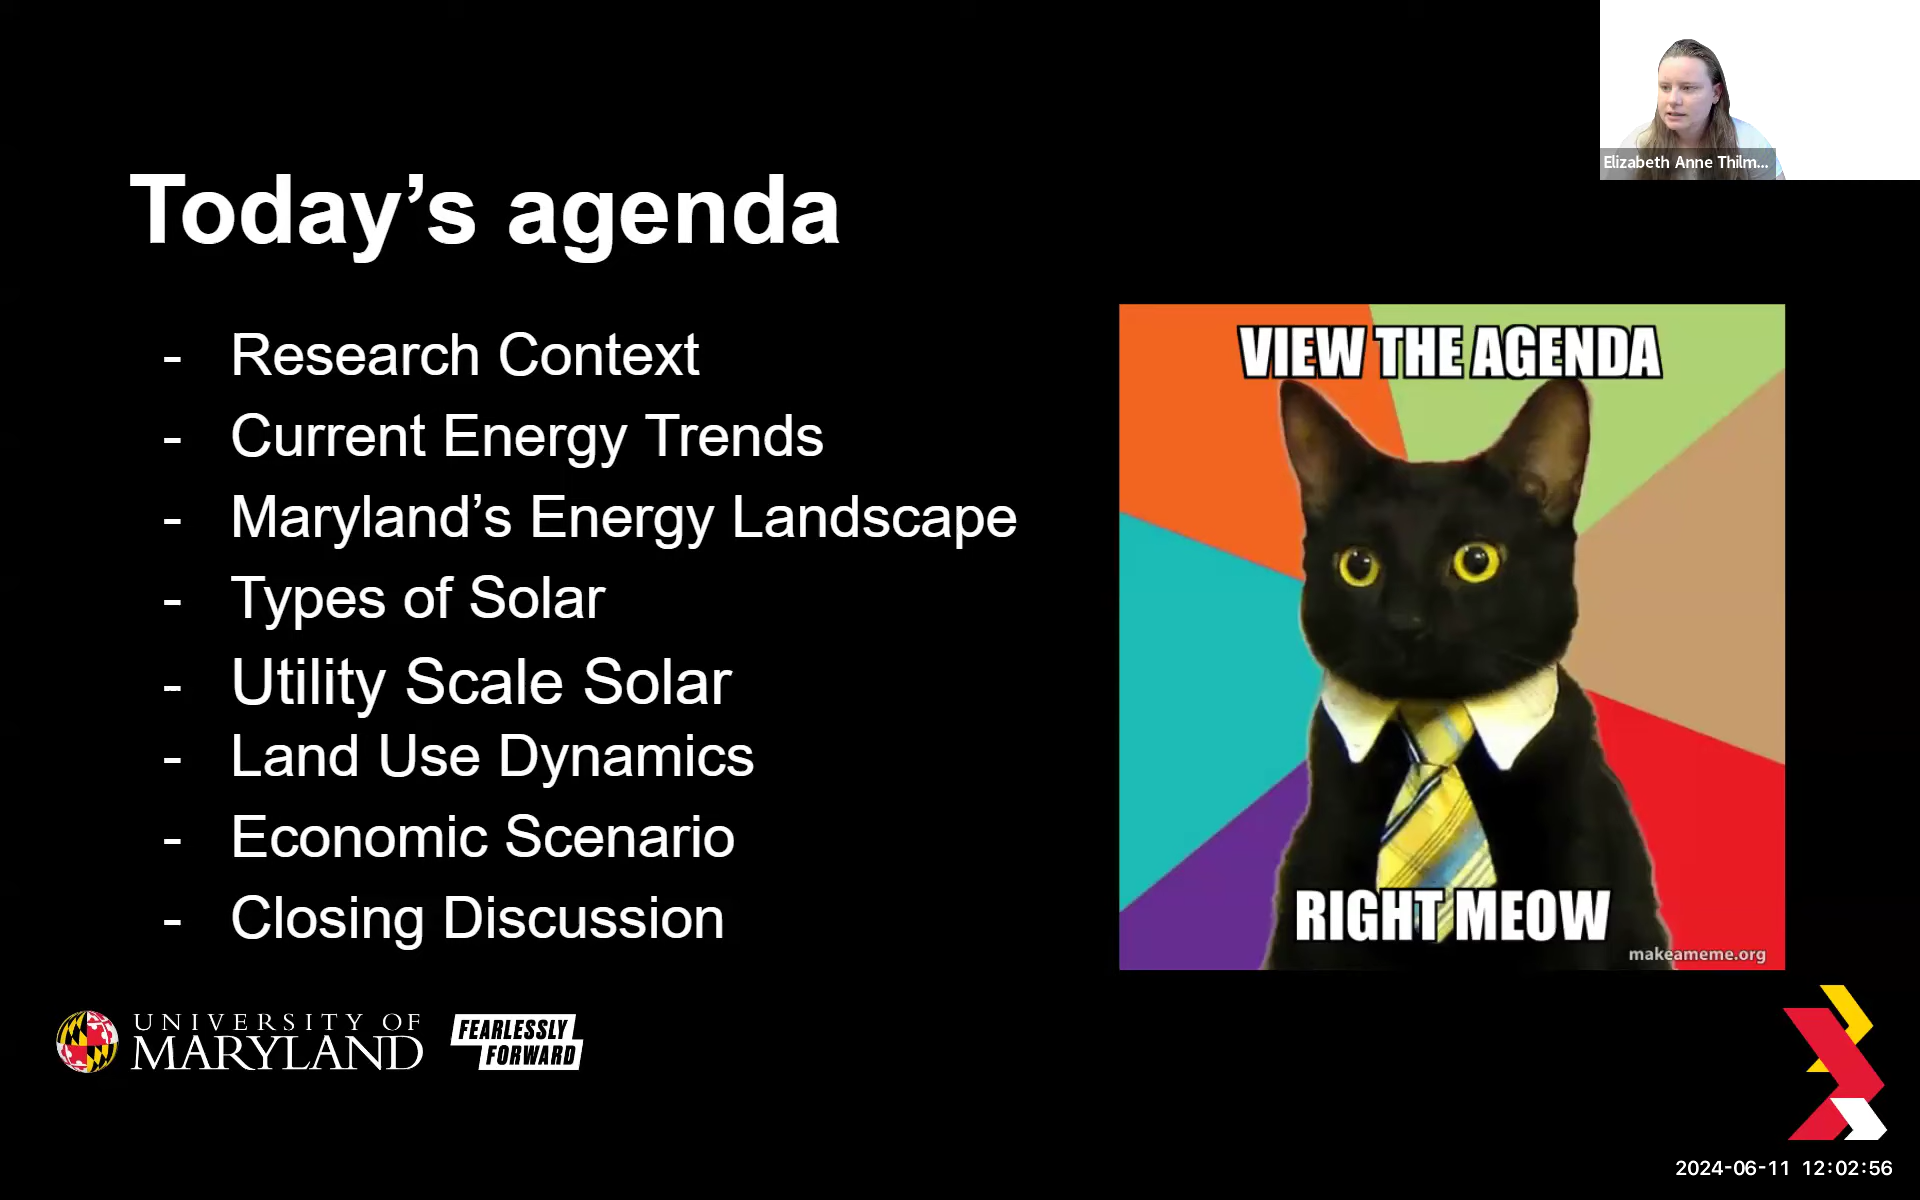 Elizabeth Anne Thilm...
Today’s agenda
- Research Context
- Current Energy Trends
- Maryland’s Energy Landscape
- Types of Solar
- Utility Scale Solar
- Land Use Dynamics
- Economic Scenario
- Closing Discussion
VIEW THE AGENDA
RIGHT MEOW
makeameme.org
UNIVERSITY OF
MARYLAND
FEARLESSLY
FORWARD
2024-06-11 12:02:56